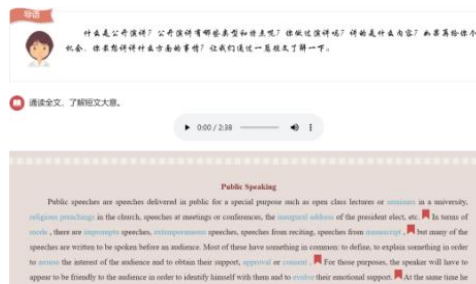 导语
什么是公开演讲？公开演讲有哪些类型和特点呢？你做过演讲吗？讲的是什么内容？如果再给你个
机会，你最想讲讲什么方面的事情？让我们通过一篇短文了解一下。
诵读全文，了解短文大意。
0:00 / 2:38
Public Speaking
Public speeches are speeches delivered in public for a special purpose such as open class lectures or seminars in a university,
religious preachings in the church, speeches at meetings or conferences, the inaugural address of the president elect, etc. In terms of
mode , there are impromptu speeches, extemporaneous speeches, speeches from reciting, speeches from manuscript , but many of the
speeches are written to be spoken before an audience. Most of these have something in common: to define, to explain something in order
to arouse the interest of the audience and to obtain their support, approval or consent . For those purposes, the speaker will have to
appear to be friendly to the audience in order to identify himself with them and to evolve their emotional support. At the same time he